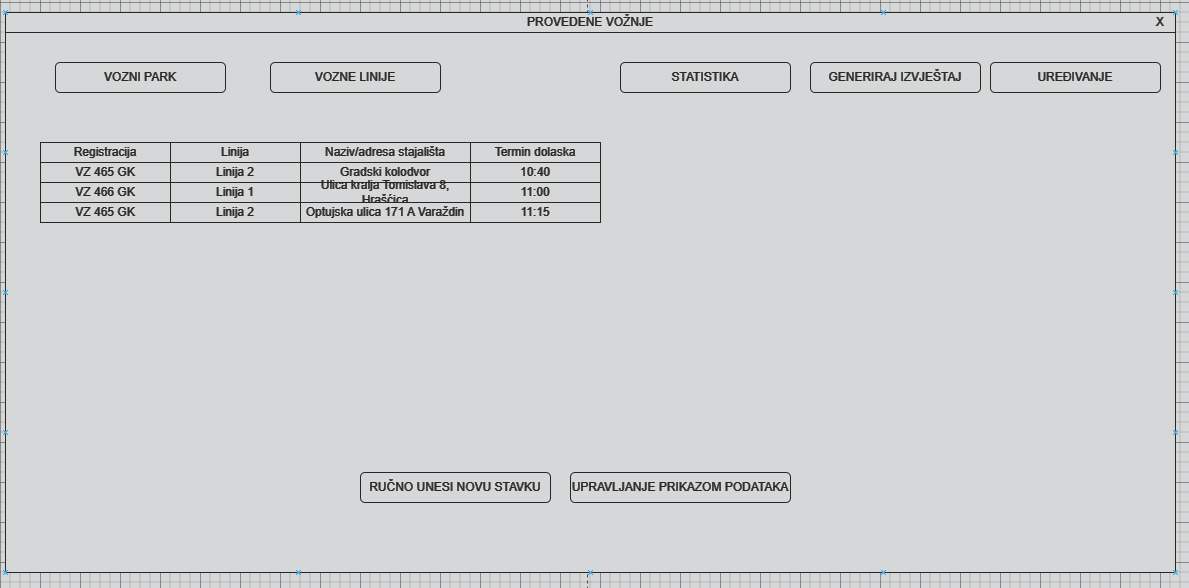 PROVEDENE VOŽNJE X
VOZNI PARK VOZNE LINIJE STATISTIKA GENERIRAJ IZVJEŠTAJ UREĐIVANJE
Registracija Linija Naziv/adresa stajališta Termin dolaska
VZ 465 GK Linija 2 Gradski kolodvor 10:40
VZ 466 GK Linija 1 Ulica kralja Tomislava 8, Hrašćica 11:00
VZ 465 GK Linija 2 Optujska ulica 171 A Varaždin 11:15
RUČNO UNESI NOVU STAVKU UPRAVLJANJE PRIKAZOM PODATAKA